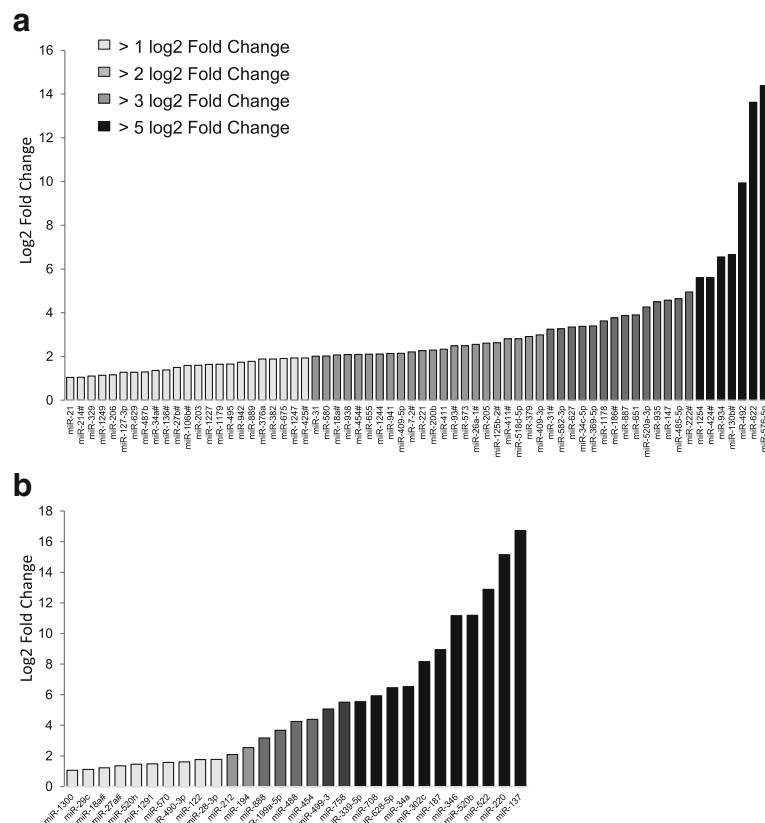 a
16
14
12
10
8
6
4
2
0
Log2 Fold Change
> 1 log2 Fold Change
> 2 log2 Fold Change
> 3 log2 Fold Change
> 5 log2 Fold Change
miR-21
miR-214#
miR-329
miR-1249
miR-206
miR-127-3p
miR-629
miR-487b
miR-34a#
miR-136#
miR-27b#
miR-106b#
miR-203
miR-1227
miR-1179
miR-495
miR-942
miR-889
miR-376a
miR-382
miR-675
miR-1247
miR-425#
miR-31
miR-580
miR-18a#
miR-938
miR-454#
miR-655
miR-1244
miR-941
miR-409-5p
miR-7-2#
miR-221
miR-200b
miR-411
miR-93#
miR-573
miR-26a-1#
miR-205
miR-125b-2#
miR-411#
miR-518d-5p
miR-379
miR-409-3p
miR-31#
miR-582-3p
miR-627
miR-34c-5p
miR-369-5p
miR-1178
miR-186#
miR-887
miR-651
miR-520a-3p
miR-935
miR-147
miR-485-5p
miR-222#
miR-1254
miR-424#
miR-934
miR-130b#
miR-492
miR-622
miR-576-5p
b
18
16
14
12
10
8
6
4
2
0
Log2 Fold Change
miR-1300
miR-29c
miR-18a#
miR-27a#
miR-520h
miR-1291
miR-570
miR-490-3p
miR-122
miR-28-3p
miR-212
miR-194
miR-888
miR-199a-5p
miR-488
miR-454
miR-499-3
miR-758
miR-339-5p
miR-708
miR-628-5p
miR-34a
miR-302c
miR-187
miR-346
miR-520b
miR-522
miR-220
miR-137